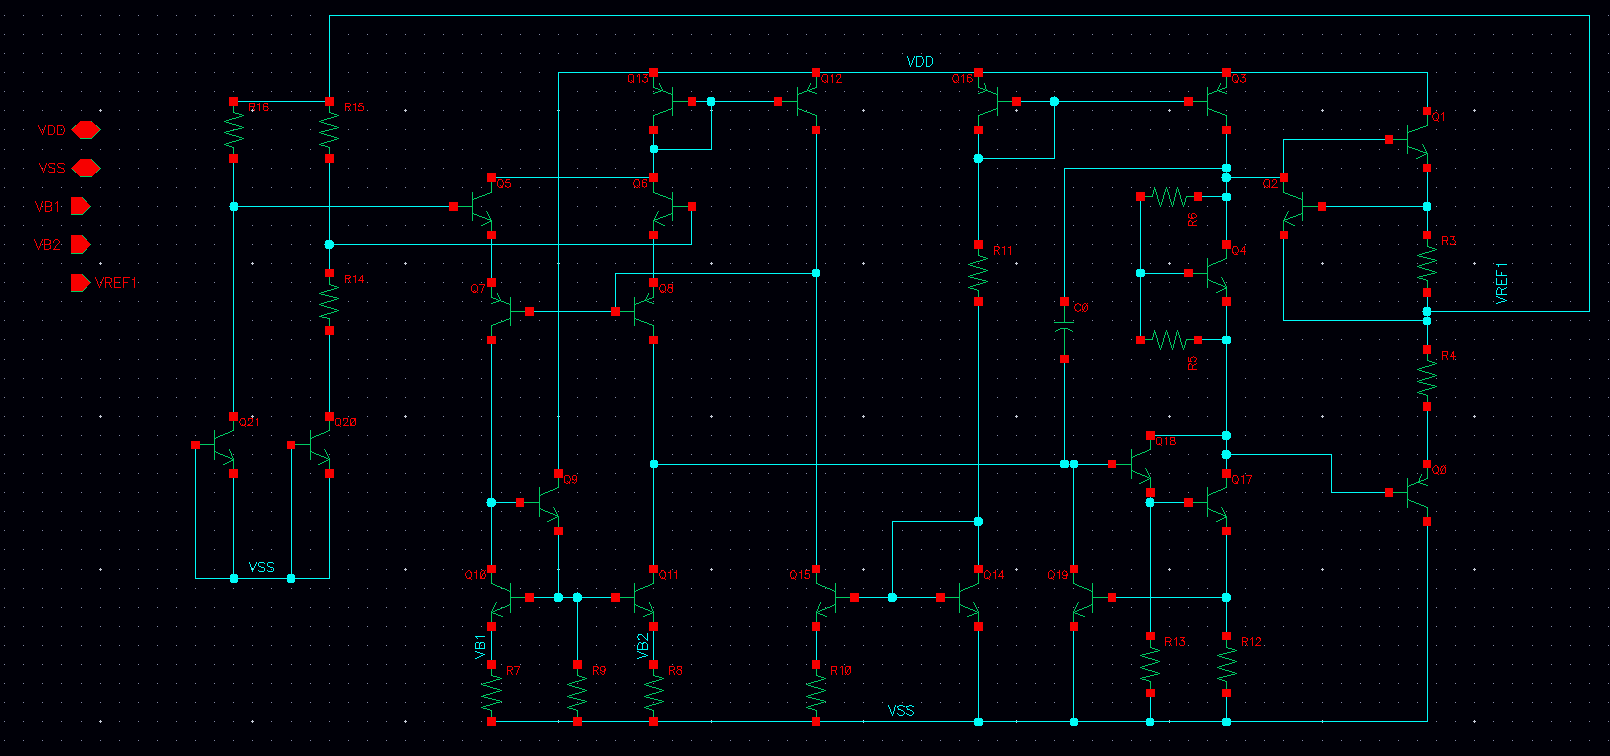 VDD
Q13
Q12
Q16
Q3
R16
R15
Q1
VDD
VSS
Q5
Q6
Q2
VB1
R6
VB2
R3
R11
Q4
VREF1
R14
Q7
Q8
VREF1
C0
R5
R4
Q21
Q20
Q18
Q9
Q17
Q0
VSS
Q10
Q11
Q15
Q14
Q19
VB1
VB2
R13
R12
R7
R9
R8
R10
VSS